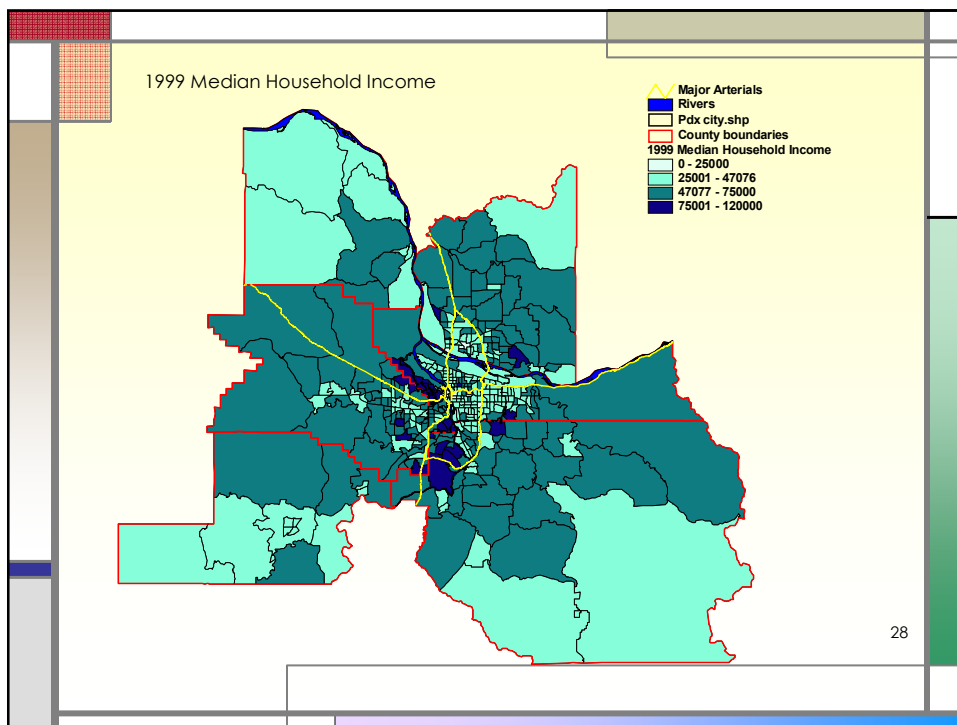 1999 Median Household Income
Major Arterials
Rivers
Pdx city.shp
County boundaries
1999 Median Household Income
0 - 25000
25001 - 47076
47077 - 75000
75001 - 120000
28